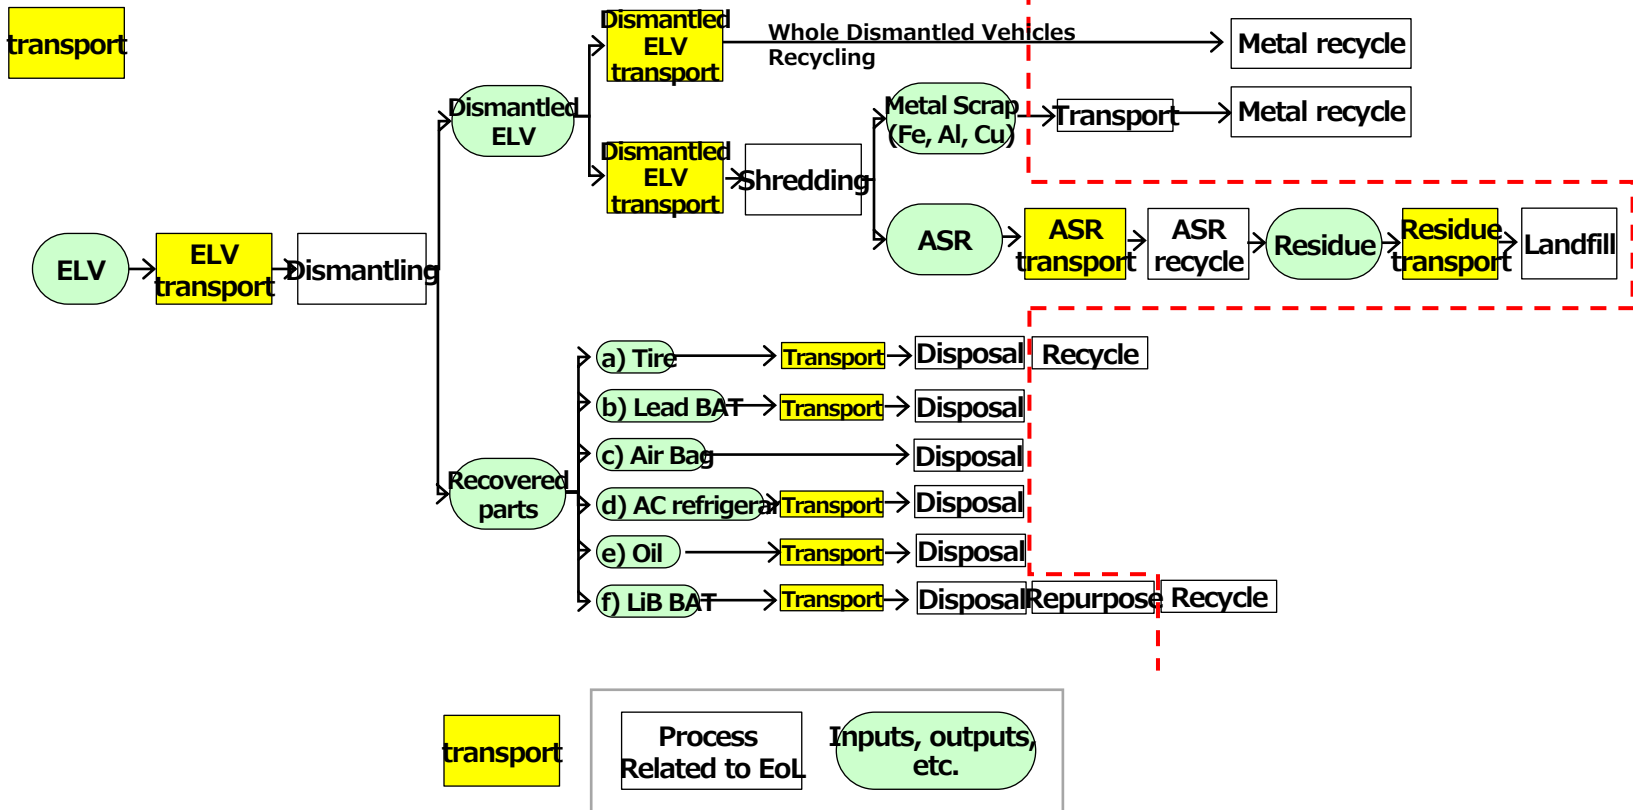 transport
Dismantled
ELV
transport
Whole Dismantled Vehicles
Recycling
Metal recycle
Dismantled
ELV
Metal Scrap
(Fe, Al, Cu)
Transport
Metal recycle
Dismantled
ELV
transport
Shredding
ELV
ELV
transport
Dismantling
ASR
ASR
transport
ASR
recycle
Residue
Residue
transport
Landfill
Recovered
parts
a) Tire
Transport
Disposal
Recycle
b) Lead BAT
Transport
Disposal
c) Air Bag
Disposal
d) AC refrigerar
Transport
Disposal
e) Oil
Transport
Disposal
f) LiB BAT
Transport
Disposal
Repurpose
Recycle
transport
Process
Related to EoL
Inputs, outputs,
etc.